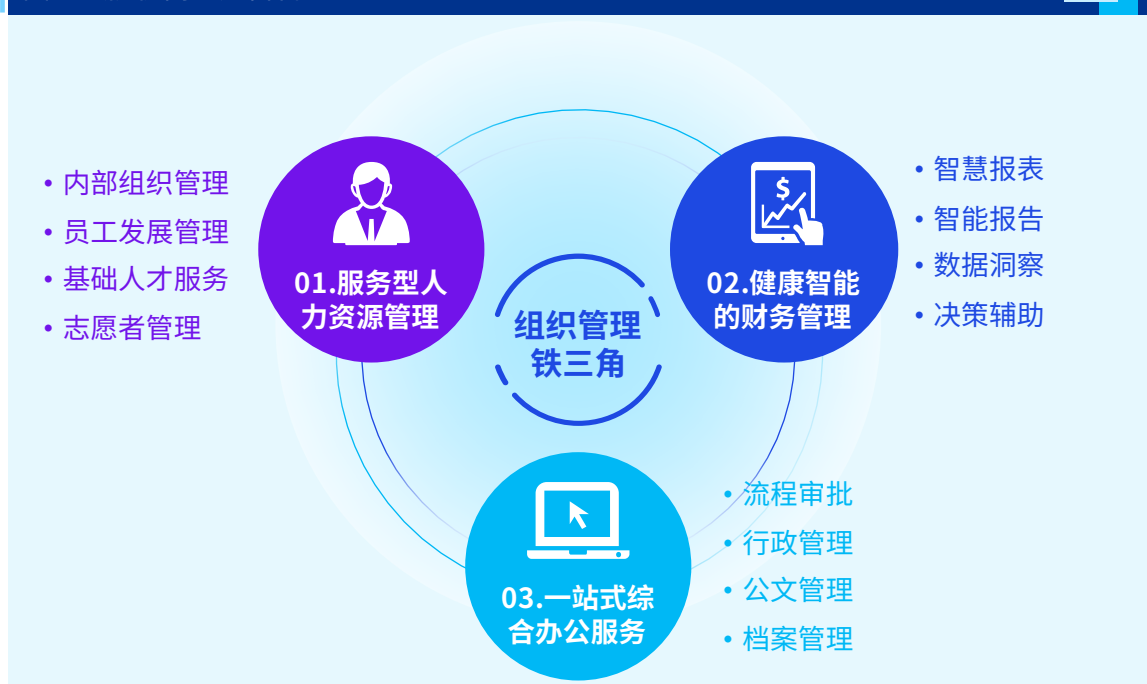 • 内部组织管理
• 员工发展管理
• 基础人才服务
• 志愿者管理
01.服务型人
力资源管理
组织管理
铁三角
$
02.健康智能
的财务管理
• 智慧报表
• 智能报告
• 数据洞察
• 决策辅助
03.一站式综
合办公服务
• 流程审批
• 行政管理
• 公文管理
• 档案管理